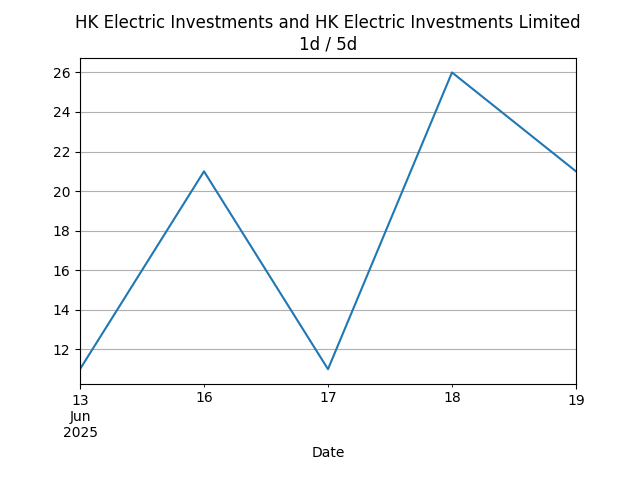 HK Electric Investments and HK Electric Investments Limited
1d / 5d
26
24
22
20
18
16
14
12
13 16 17 18 19
Jun
2025
Date